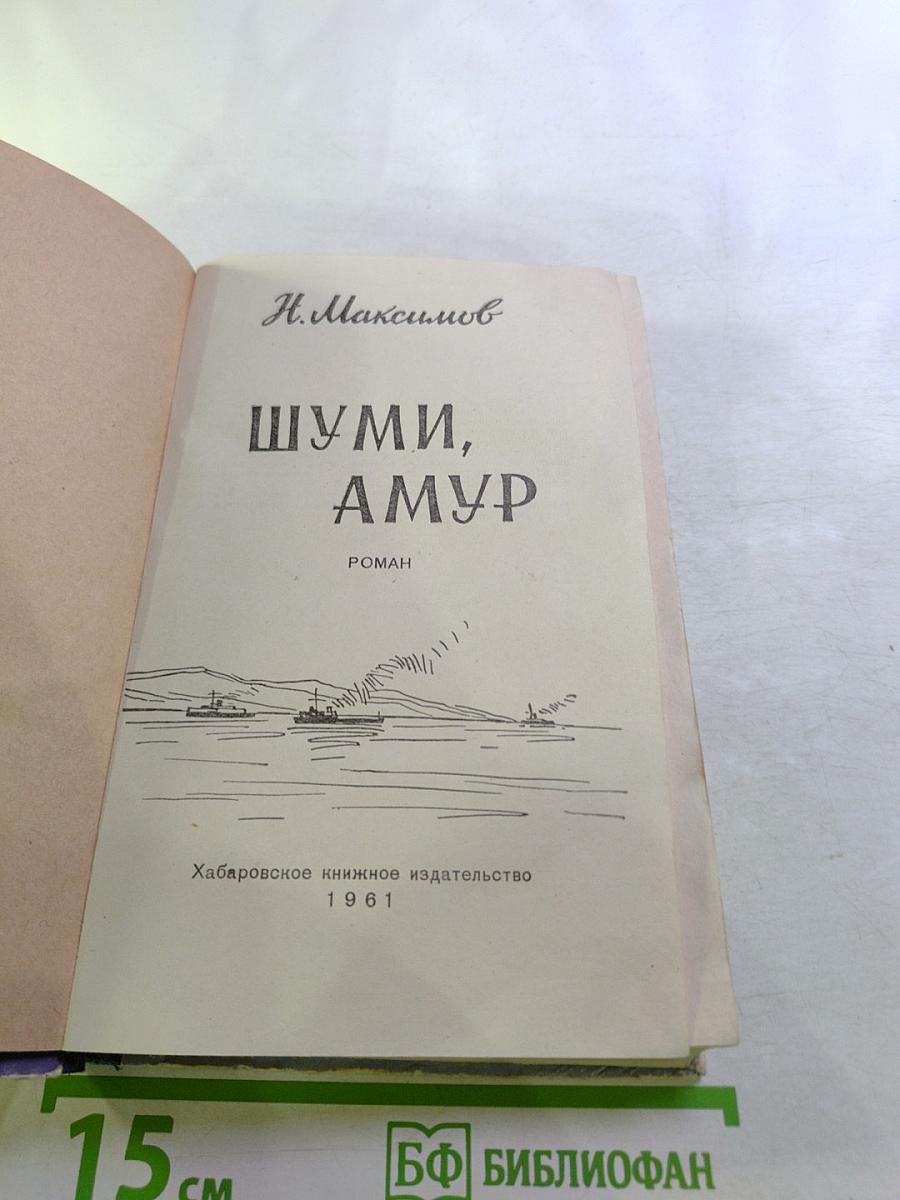 Н. Максимов
ШУМИ,
АМУР
РОМАН
Хабаровское книжное издательство
1961
15 см
БФ БИБЛИОФАН